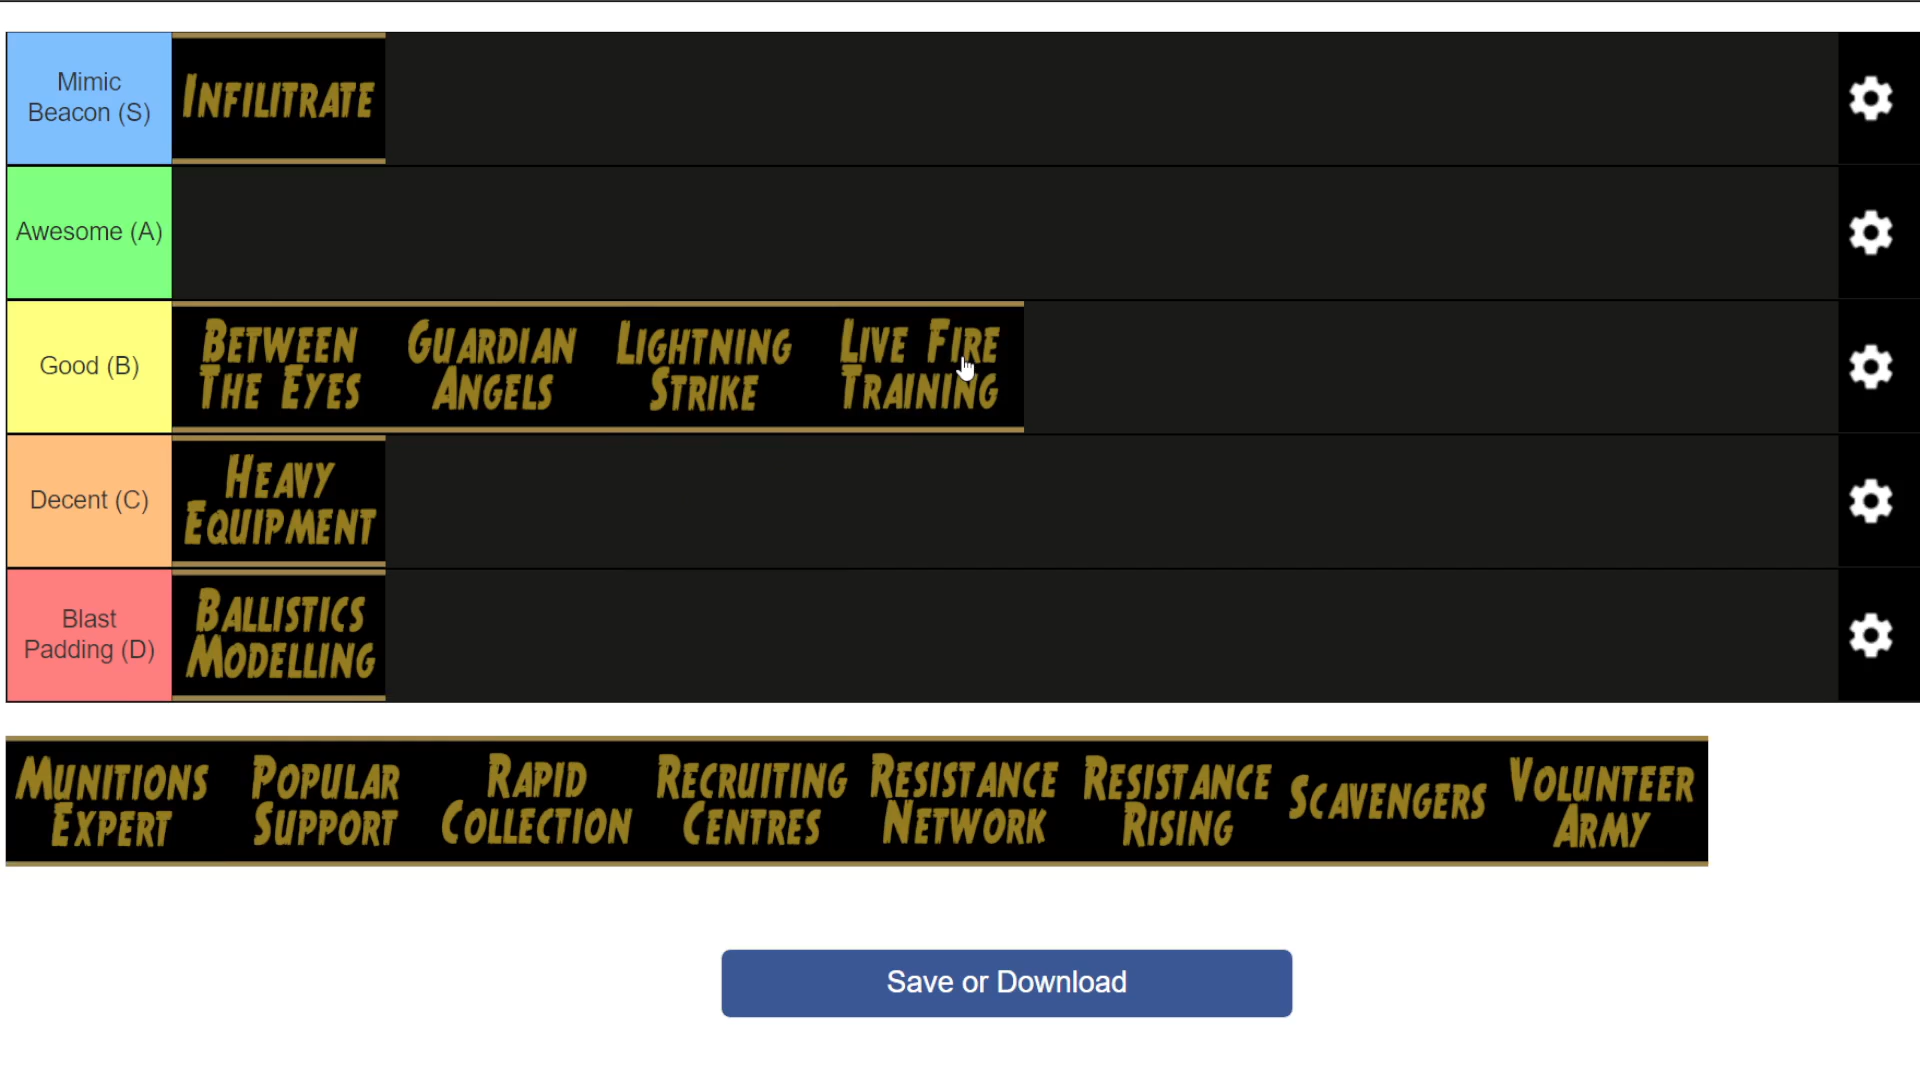 Mimic
Beacon (S)
INFILITRATE
Awesome (A)
Good (B)
BETWEEN
THE EYES
GUARDIAN
ANGELS
LIGHTNING
STRIKE
LIVE FIRE
TRAINING
Decent (C)
HEAVY
EQUIPMENT
Blast
Padding (D)
BALLISTICS
MODELLING
MUNITIONS
EXPERT
POPULAR
SUPPORT
RAPID
COLLECTION
RECRUITING
CENTRES
RESISTANCE
NETWORK
RESISTANCE
RISING
SCAVENGERS
VOLUNTEER
ARMY
Save or Download